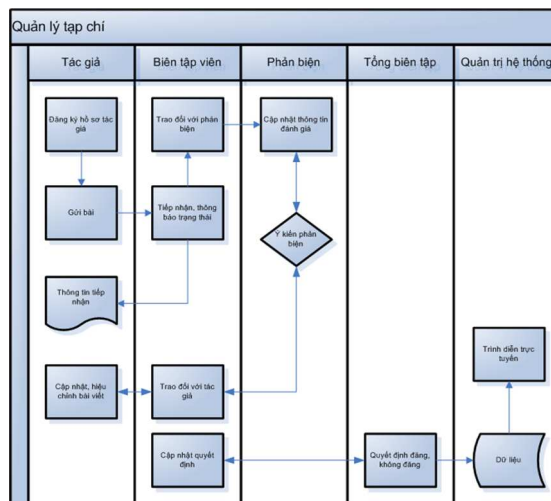 Quản lý tạp chí
Tác giả
Biên tập viên
Phản biện
Tổng biên tập
Quản trị hệ thống
Đăng ký hồ sơ tác
giả
Trao đổi với phản
biện
Cập nhật thông tin
đánh giá
Gửi bài
Tiếp nhận, thông
báo trạng thái
Ý kiến phản
biện
Thông tin tiếp
nhận
Trình diễn trực
tuyến
Cập nhật, hiệu
chỉnh bài viết
Trao đổi với tác
giả
Cập nhật quyết
định
Quyết định đăng,
không đăng
Dữ liệu